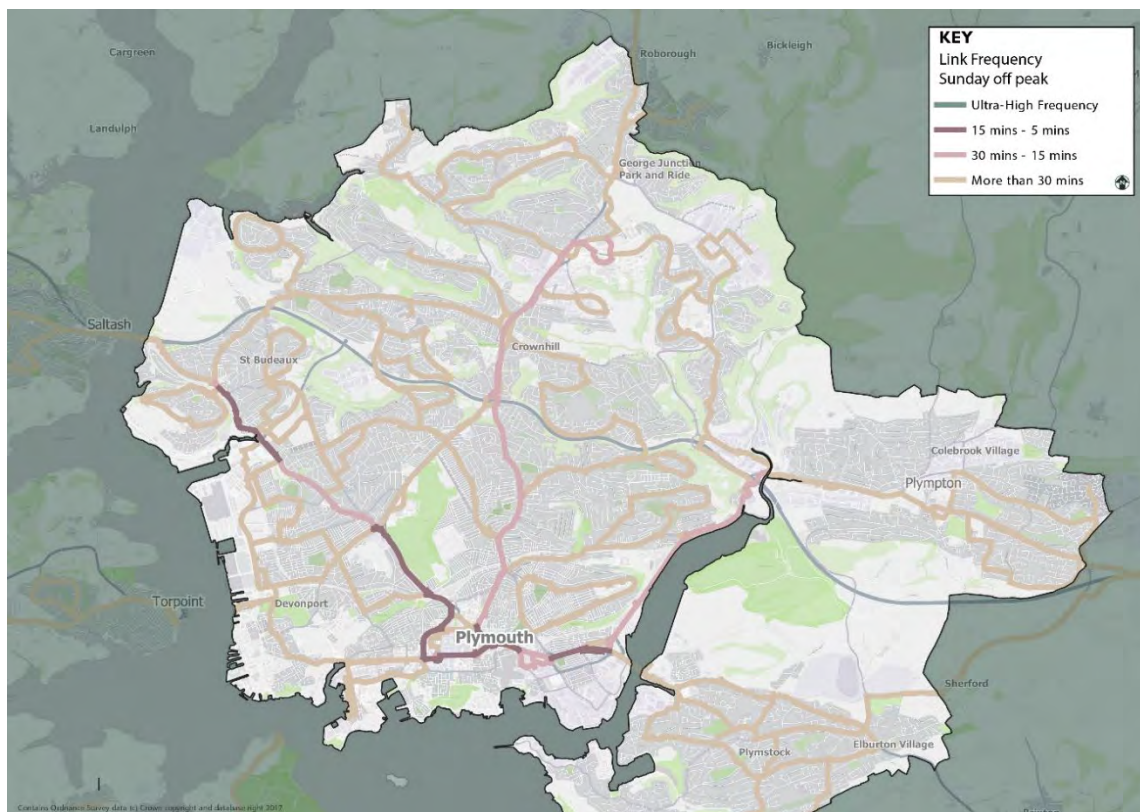 Cargreen
Roborough
Bickleigh
KEY
Link Frequency
Sunday off peak
Ultra-High Frequency
15 mins - 5 mins
30 mins - 15 mins
More than 30 mins
Landulph
George Junction
Park and Ride
Saltash
St Budeaux
Crownhill
Colebrook Village
Plympton
Torpoint
Devonport
Plymouth
Sherford
Plymstock
Elburton Village
Contains Ordnance Survey data (c) Crown copyright and database right 2017